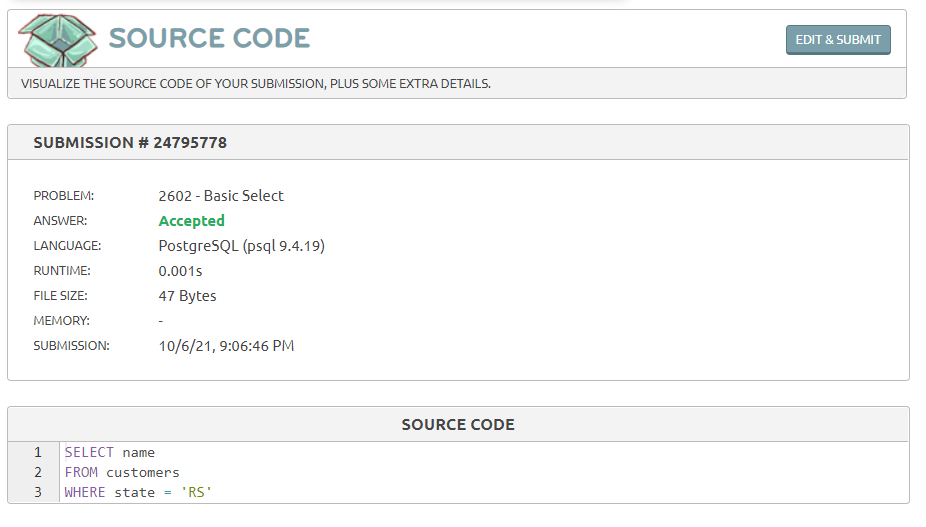 SOURCE CODE
EDIT & SUBMIT
VISUALIZE THE SOURCE CODE OF YOUR SUBMISSION, PLUS SOME EXTRA DETAILS.
SUBMISSION # 24795778
PROBLEM: 2602 - Basic Select
ANSWER: Accepted
LANGUAGE: PostgreSQL (psql 9.4.19)
RUNTIME: 0.001s
FILE SIZE: 47 Bytes
MEMORY: -
SUBMISSION: 10/6/21, 9:06:46 PM
SOURCE CODE
1 SELECT name
2 FROM customers
3 WHERE state = 'RS'